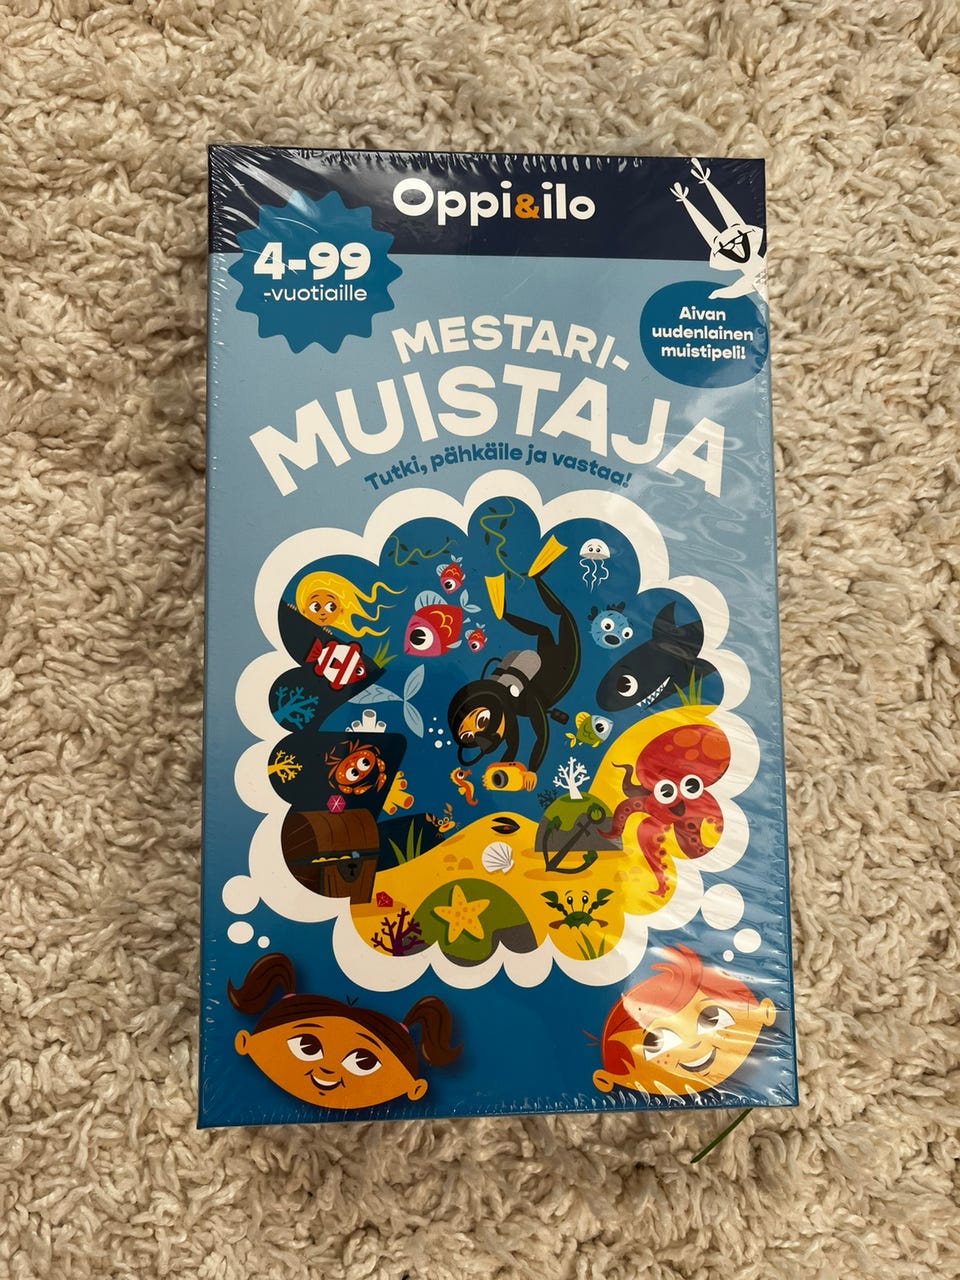 Oppi&ilo
4-99
-vuotiaille
Aivan
uudenlainen
muistipeli!
MESTARI-
MUISTAJA
Tutki, pähkäile ja vastaa!